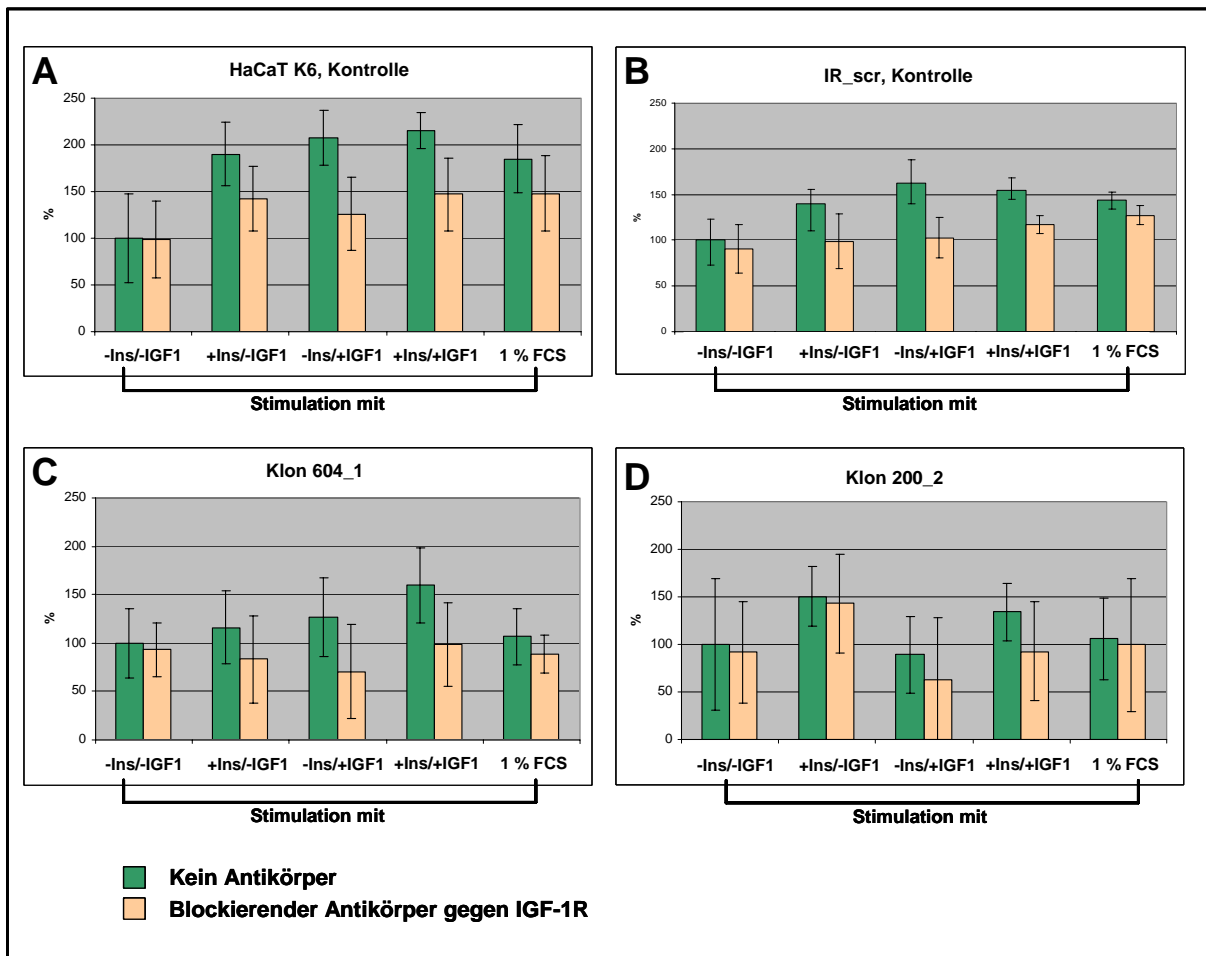 A
HaCaT K6, Kontrolle
250
200
150
100
50
0
%
-Ins/-IGF1 +Ins/-IGF1 -Ins/+IGF1 +Ins/+IGF1 1 % FCS
Stimulation mit
B
IR_scr, Kontrolle
250
200
150
100
50
0
%
-Ins/-IGF1 +Ins/-IGF1 -Ins/+IGF1 +Ins/+IGF1 1 % FCS
Stimulation mit
C
Klon 604_1
250
200
150
100
50
0
%
-Ins/-IGF1 +Ins/-IGF1 -Ins/+IGF1 +Ins/+IGF1 1 % FCS
Stimulation mit
D
Klon 200_2
250
200
150
100
50
0
%
-Ins/-IGF1 +Ins/-IGF1 -Ins/+IGF1 +Ins/+IGF1 1 % FCS
Stimulation mit
Kein Antikörper
Blockierender Antikörper gegen IGF-1R